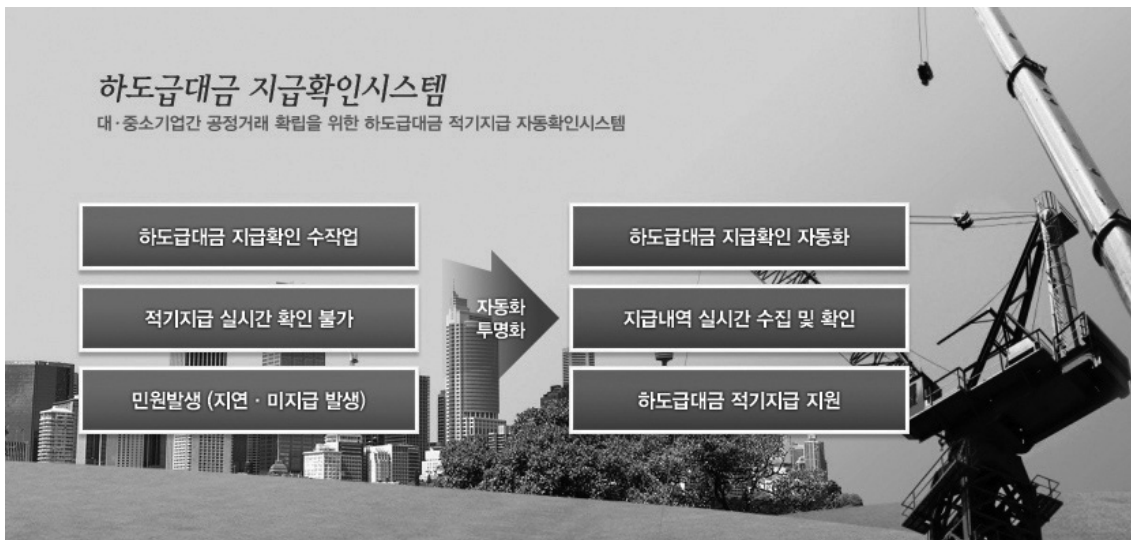 하도급대금 지급확인시스템
대·중소기업간 공정거래 확립을 위한 하도급대금 적기지급 자동확인시스템
하도급대금 지급확인 수작업
적기지급 실시간 확인 불가
민원발생 (지연 · 미지급 발생)
자동화
투명화
하도급대금 지급확인 자동화
지급내역 실시간 수집 및 확인
하도급대금 적기지급 지원